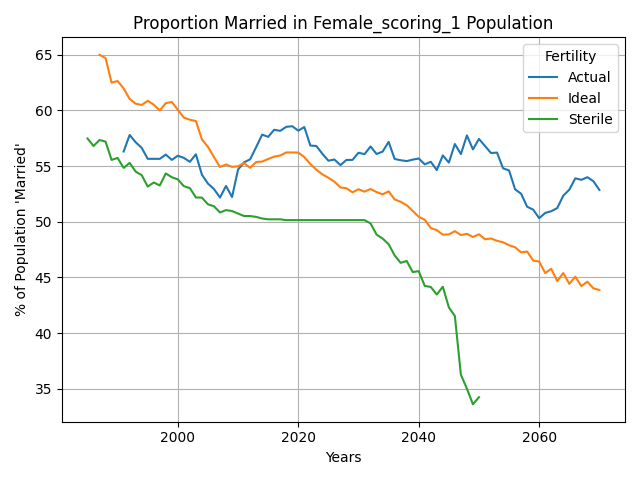 Proportion Married in Female_scoring_1 Population
Fertility
Actual
Ideal
Sterile
% of Population 'Married'
65
60
55
50
45
40
35
2000
2020
2040
2060
Years